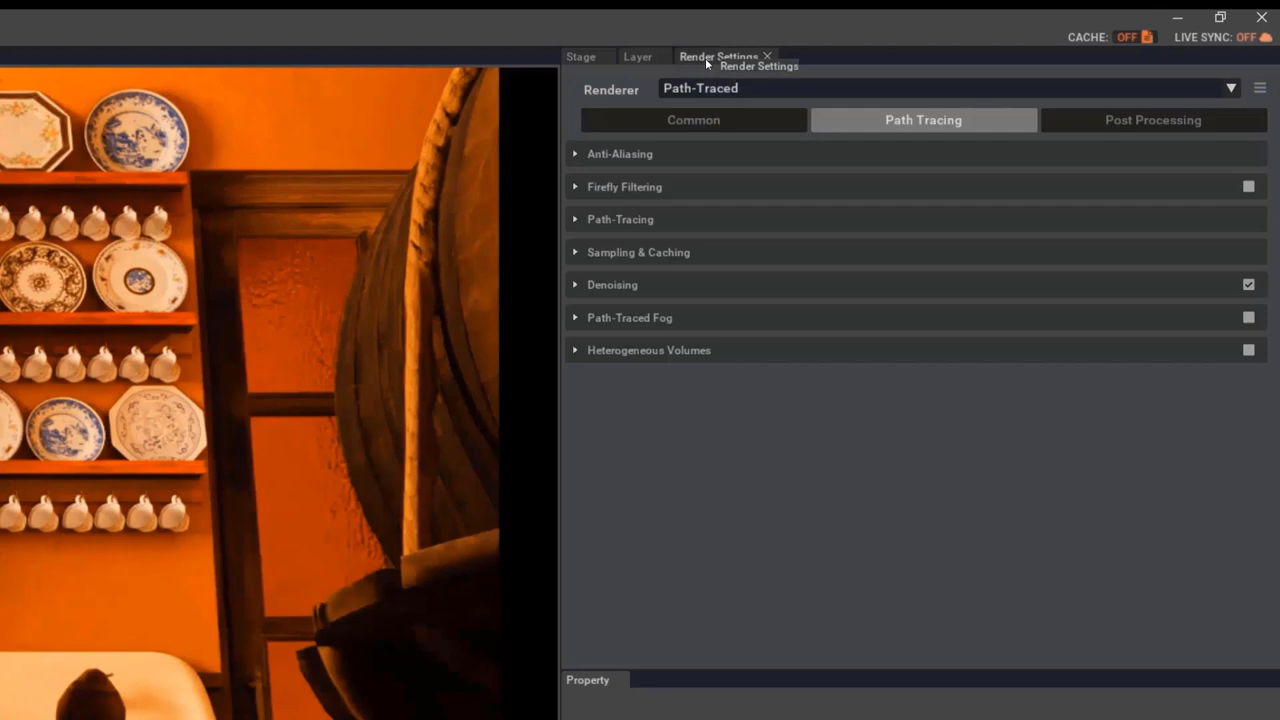 CACHE: OFF LIVE SYNC: OFF
Stage Layer Render Settings
Render Settings
Renderer Path-Traced
Common Path Tracing Post Processing
Anti-Aliasing
Firefly Filtering
Path-Tracing
Sampling & Caching
Denoising
Path-Traced Fog
Heterogeneous Volumes
Property